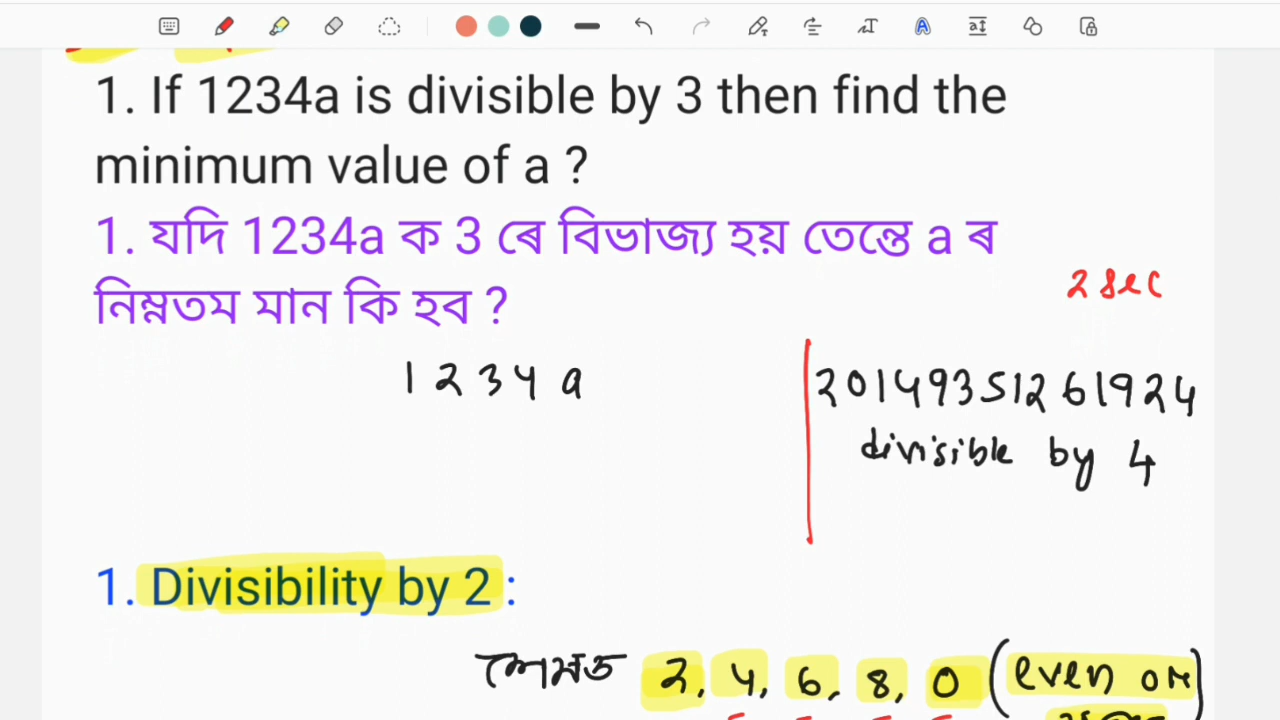 1. If 1234a is divisible by 3 then find the
minimum value of a ?
1. যদি 1234a ক 3 ৰে বিভাজ্য হয় তেন্তে a ৰ
নিম্নতম মান কি হব ?
2 sec
1 2 3 4 a
20149351261924
divisible by 4
1. Divisibility by 2 :
শেষত 2, 4, 6, 8, 0 (even or